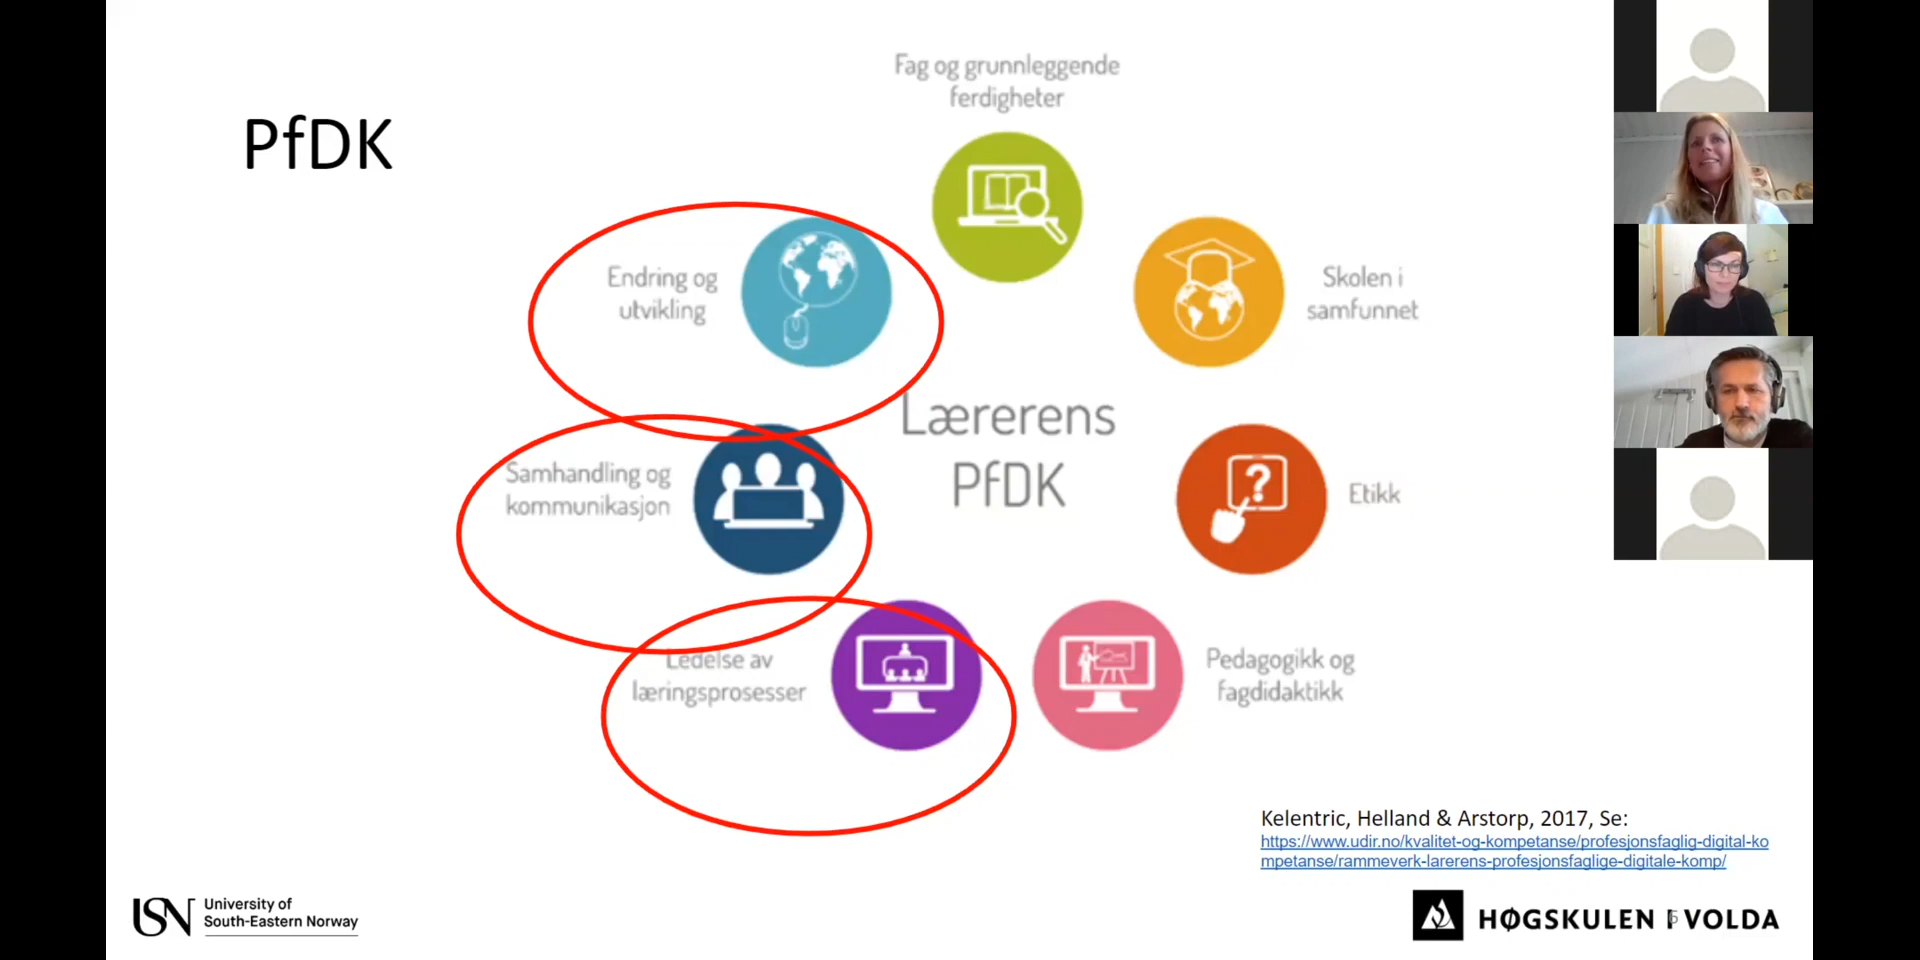 PfDK
Fag og grunnleggende
ferdigheter
Endring og
utvikling
Skolen i
samfunnet
Lærerens
PfDK
Samhandling og
kommunikasjon
Etikk
Ledelse av
læringsprosesser
Pedagogikk og
fagdidaktikk
Kelentric, Helland & Arstorp, 2017, Se:
https://www.udir.no/kvalitet-og-kompetanse/profesjonsfaglig-digital-ko
mpetanse/rammeverk-larerens-profesjonsfaglige-digitale-komp/
USN University of
South-Eastern Norway
HØGSKULEN I VOLDA